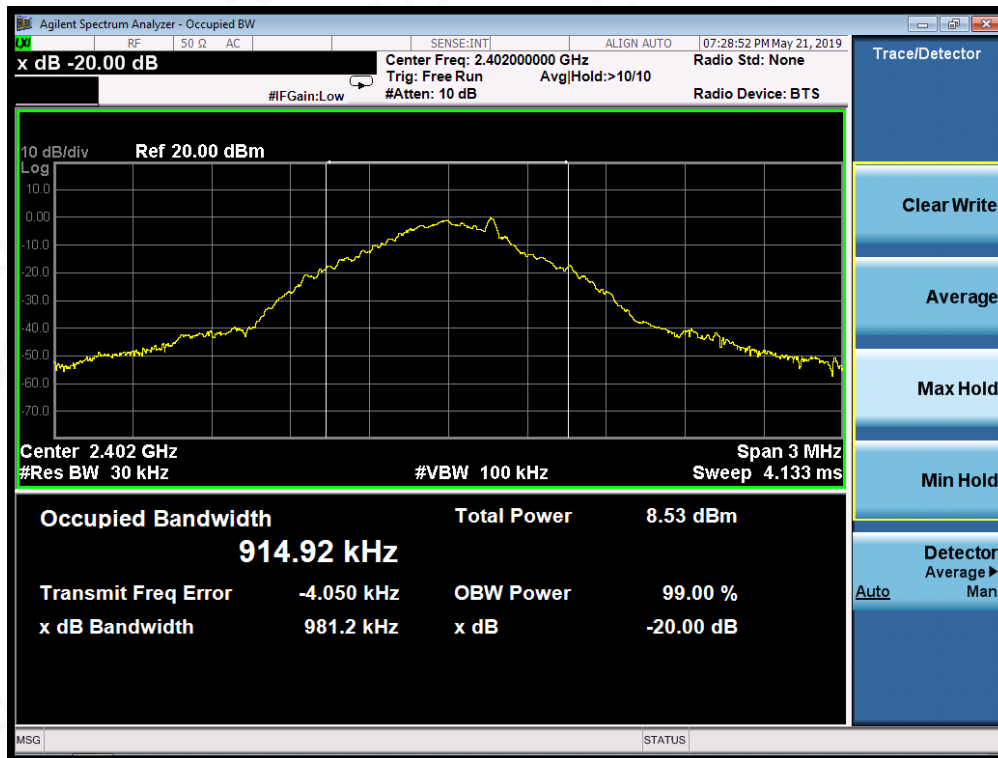 Agilent Spectrum Analyzer - Occupied BW
LXI RF 50 Ω AC SENSE:INT ALIGN AUTO 07:28:52 PM May 21, 2019
x dB -20.00 dB
Center Freq: 2.402000000 GHz Radio Std: None
Trig: Free Run Avg|Hold:>10/10
#IFGain:Low #Atten: 10 dB Radio Device: BTS
10 dB/div Ref 20.00 dBm
Log
10.0
0.00
-10.0
-20.0
-30.0
-40.0
-50.0
-60.0
-70.0
Center 2.402 GHz Span 3 MHz
#Res BW 30 kHz #VBW 100 kHz Sweep 4.133 ms
Occupied Bandwidth Total Power 8.53 dBm
914.92 kHz
Transmit Freq Error -4.050 kHz OBW Power 99.00 %
x dB Bandwidth 981.2 kHz x dB -20.00 dB
MSG STATUS
Trace/Detector
Clear Write
Average
Max Hold
Min Hold
Detector
Average
Auto Man